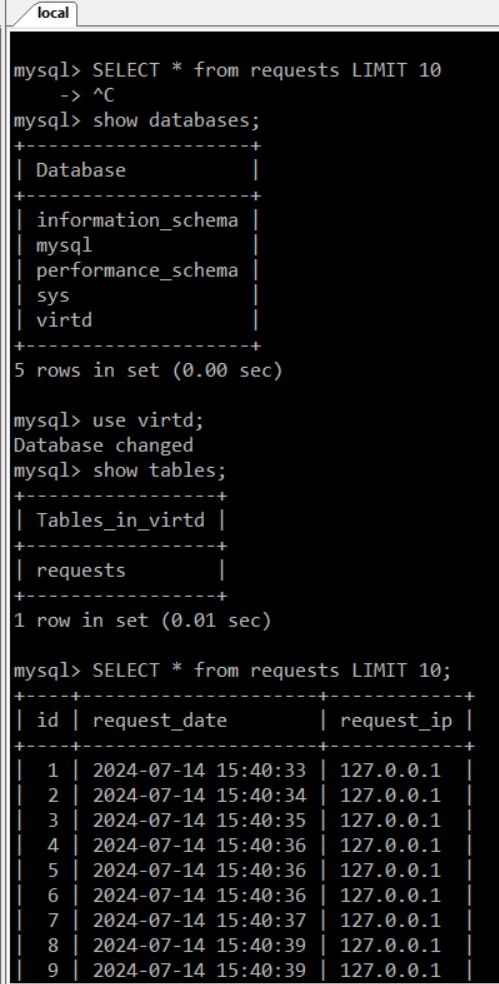 local
mysql> SELECT * from requests LIMIT 10
    -> ^C
mysql> show databases;
+--------------------+
| Database           |
+--------------------+
| information_schema |
| mysql              |
| performance_schema |
| sys                |
| virtd              |
+--------------------+
5 rows in set (0.00 sec)
mysql> use virtd;
Database changed
mysql> show tables;
+-----------------+
| Tables_in_virtd |
+-----------------+
| requests        |
+-----------------+
1 row in set (0.01 sec)
mysql> SELECT * from requests LIMIT 10;
+----+---------------------+------------+
| id | request_date        | request_ip |
+----+---------------------+------------+
|  1 | 2024-07-14 15:40:33 | 127.0.0.1  |
|  2 | 2024-07-14 15:40:34 | 127.0.0.1  |
|  3 | 2024-07-14 15:40:35 | 127.0.0.1  |
|  4 | 2024-07-14 15:40:36 | 127.0.0.1  |
|  5 | 2024-07-14 15:40:36 | 127.0.0.1  |
|  6 | 2024-07-14 15:40:36 | 127.0.0.1  |
|  7 | 2024-07-14 15:40:37 | 127.0.0.1  |
|  8 | 2024-07-14 15:40:39 | 127.0.0.1  |
|  9 | 2024-07-14 15:40:39 | 127.0.0.1  |